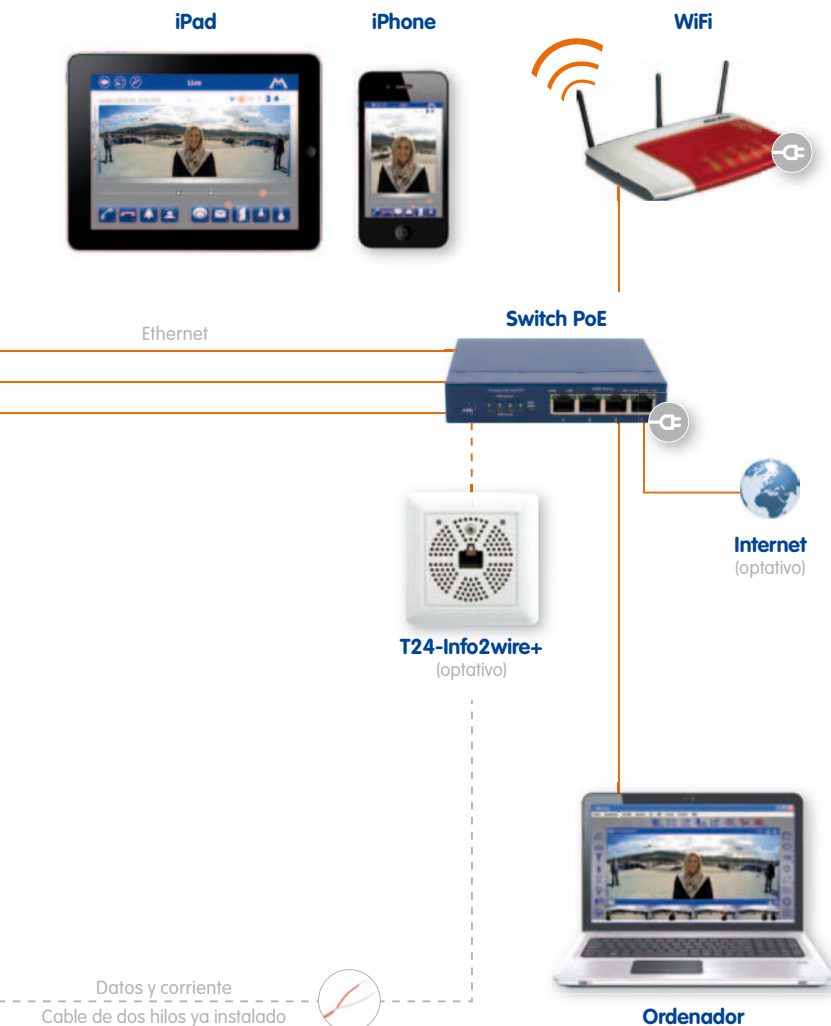 iPad
iPhone
WiFi
Live
Ethernet
Switch PoE
Internet
(optativo)
T24-Info2wire+
(optativo)
Datos y corriente
Cable de dos hilos ya instalado
Ordenador